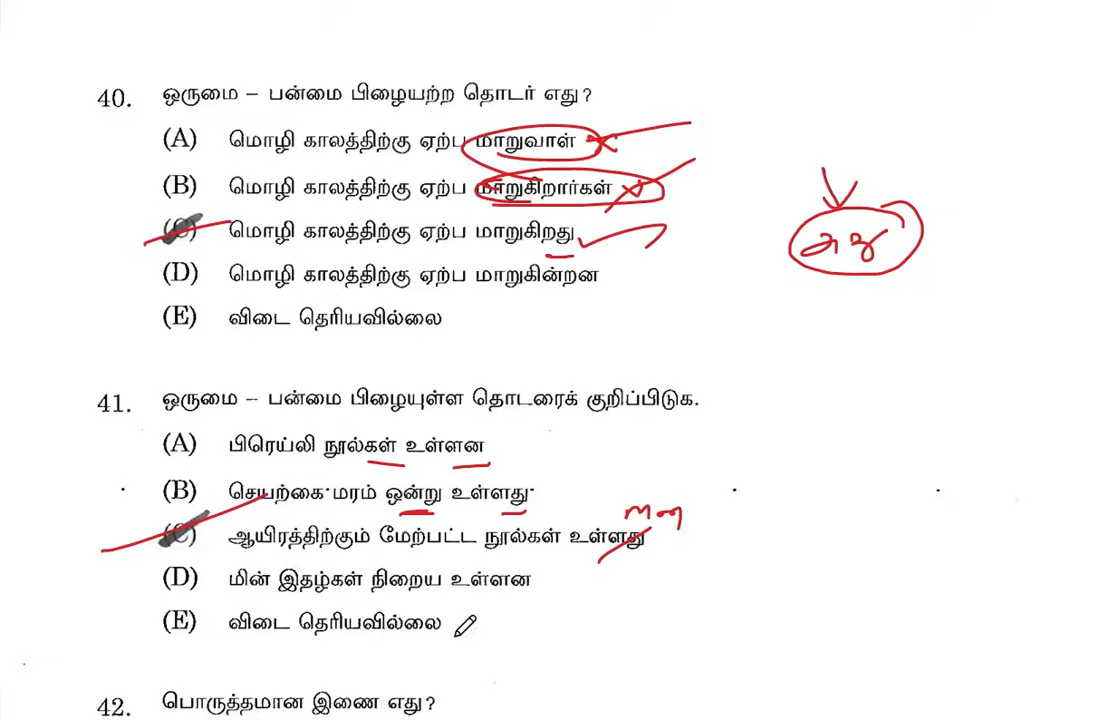 40. ஒருமை – பன்மை பிழையற்ற தொடர் எது?
(A) மொழி காலத்திற்கு ஏற்ப மாறுவாள்
(B) மொழி காலத்திற்கு ஏற்ப மாறுகிறார்கள்
(C) மொழி காலத்திற்கு ஏற்ப மாறுகிறது
அது
(D) மொழி காலத்திற்கு ஏற்ப மாறுகின்றன
(E) விடை தெரியவில்லை
41. ஒருமை – பன்மை பிழையுள்ள தொடரைக் குறிப்பிடுக.
(A) பிரெய்லி நூல்கள் உள்ளன
(B) செயற்கை மரம் ஒன்று உள்ளது
(C) ஆயிரத்திற்கும் மேற்பட்ட நூல்கள் உள்ளது
(D) மின் இதழ்கள் நிறைய உள்ளன
(E) விடை தெரியவில்லை
42. பொருத்தமான இணை எது?